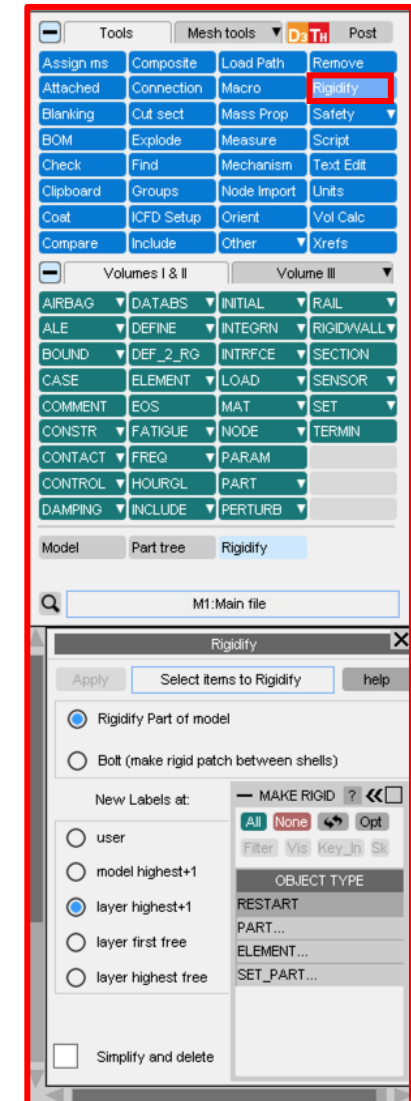 Tools Mesh tools D3 TH Post
Assign ms Composite Load Path Remove
Attached Connection Macro Rigidify
Blanking Cut sect Mass Prop Safety
BOM Explode Measure Script
Check Find Mechanism Text Edit
Clipboard Groups Node Import Units
Coat ICFD Setup Orient Vol Calc
Compare Include Other Xrefs
Volumes I & II Volume III
AIRBAG DATABS INITIAL RAIL
ALE DEFINE INTEGRN RIGIDWALL
BOUND DEF_2_RG INTRFCE SECTION
CASE ELEMENT LOAD SENSOR
COMMENT EOS MAT SET
CONSTR FATIGUE NODE TERMIN
CONTACT FREQ PARAM
CONTROL HOURGL PART
DAMPING INCLUDE PERTURB
Model Part tree Rigidify
M1:Main file
Rigidify X
Apply Select items to Rigidify help
Rigidify Part of model
Bolt (make rigid patch between shells)
New Labels at:
user
model highest+1
layer highest+1
layer first free
layer highest free
Simplify and delete
MAKE RIGID ?
All None Opt
Filter Vis Key_In Sk
OBJECT TYPE
RESTART
PART...
ELEMENT...
SET_PART...